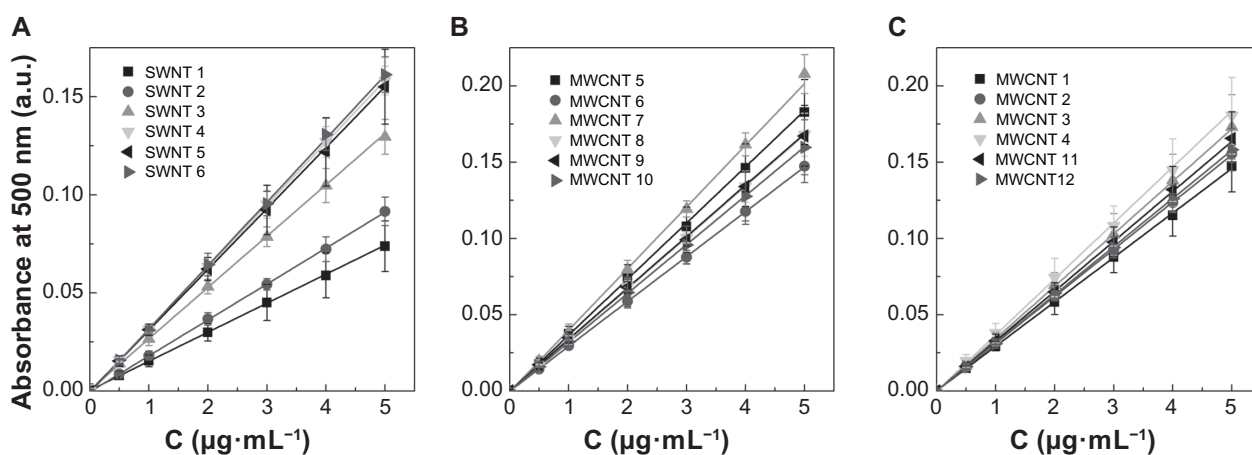 A
Absorbance at 500 nm (a.u.)
0.15
0.10
0.05
0.00
SWNT 1
SWNT 2
SWNT 3
SWNT 4
SWNT 5
SWNT 6
0 1 2 3 4 5
C (µg·mL⁻¹)
B
0.20
0.15
0.10
0.05
0.00
MWCNT 5
MWCNT 6
MWCNT 7
MWCNT 8
MWCNT 9
MWCNT 10
0 1 2 3 4 5
C (µg·mL⁻¹)
C
0.20
0.15
0.10
0.05
0.00
MWCNT 1
MWCNT 2
MWCNT 3
MWCNT 4
MWCNT 11
MWCNT12
0 1 2 3 4 5
C (µg·mL⁻¹)